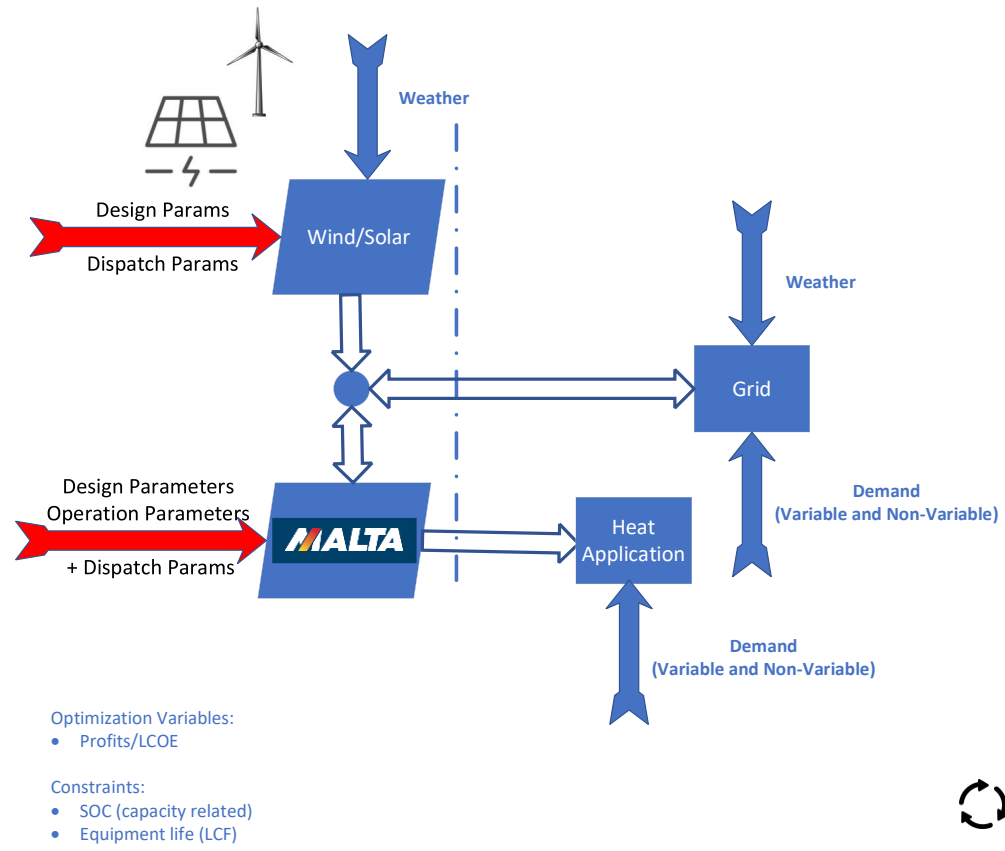 Weather
Design Params
Wind/Solar
Dispatch Params
Weather
Grid
Design Parameters
Operation Parameters
MALTA
+ Dispatch Params
Heat
Application
Demand
(Variable and Non-Variable)
Demand
(Variable and Non-Variable)
Optimization Variables:
• Profits/LCOE
Constraints:
• SOC (capacity related)
• Equipment life (LCF)